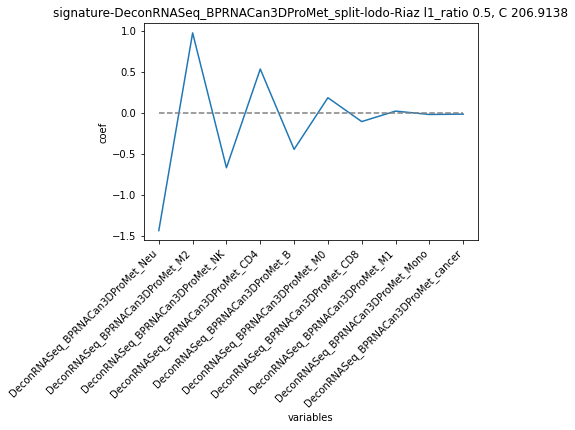 signature-DeconRNASeq_BPRNACan3DProMet_split-lodo-Riaz l1_ratio 0.5, C 206.9138
1.0
0.5
0.0
−0.5
−1.0
−1.5
coef
DeconRNASeq_BPRNACan3DProMet_Neu
DeconRNASeq_BPRNACan3DProMet_M2
DeconRNASeq_BPRNACan3DProMet_NK
DeconRNASeq_BPRNACan3DProMet_CD4
DeconRNASeq_BPRNACan3DProMet_B
DeconRNASeq_BPRNACan3DProMet_M0
DeconRNASeq_BPRNACan3DProMet_CD8
DeconRNASeq_BPRNACan3DProMet_M1
DeconRNASeq_BPRNACan3DProMet_Mono
DeconRNASeq_BPRNACan3DProMet_cancer
variables